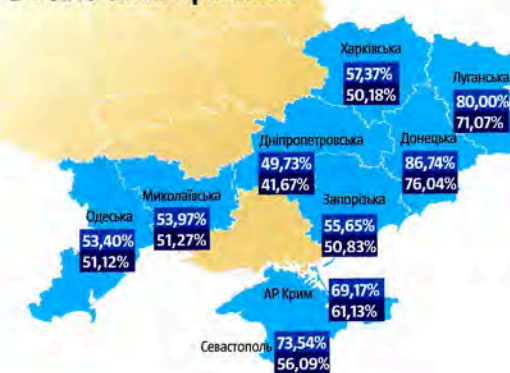 Харківська
57,37%
50,18%
Луганська
80,00%
71,07%
Дніпропетровська
49,73%
41,67%
Донецька
86,74%
76,04%
Миколаївська
53,97%
51,27%
Запорізька
55,65%
50,83%
Одеська
53,40%
51,12%
АР Крим
69,17%
61,13%
Севастополь
73,54%
56,09%